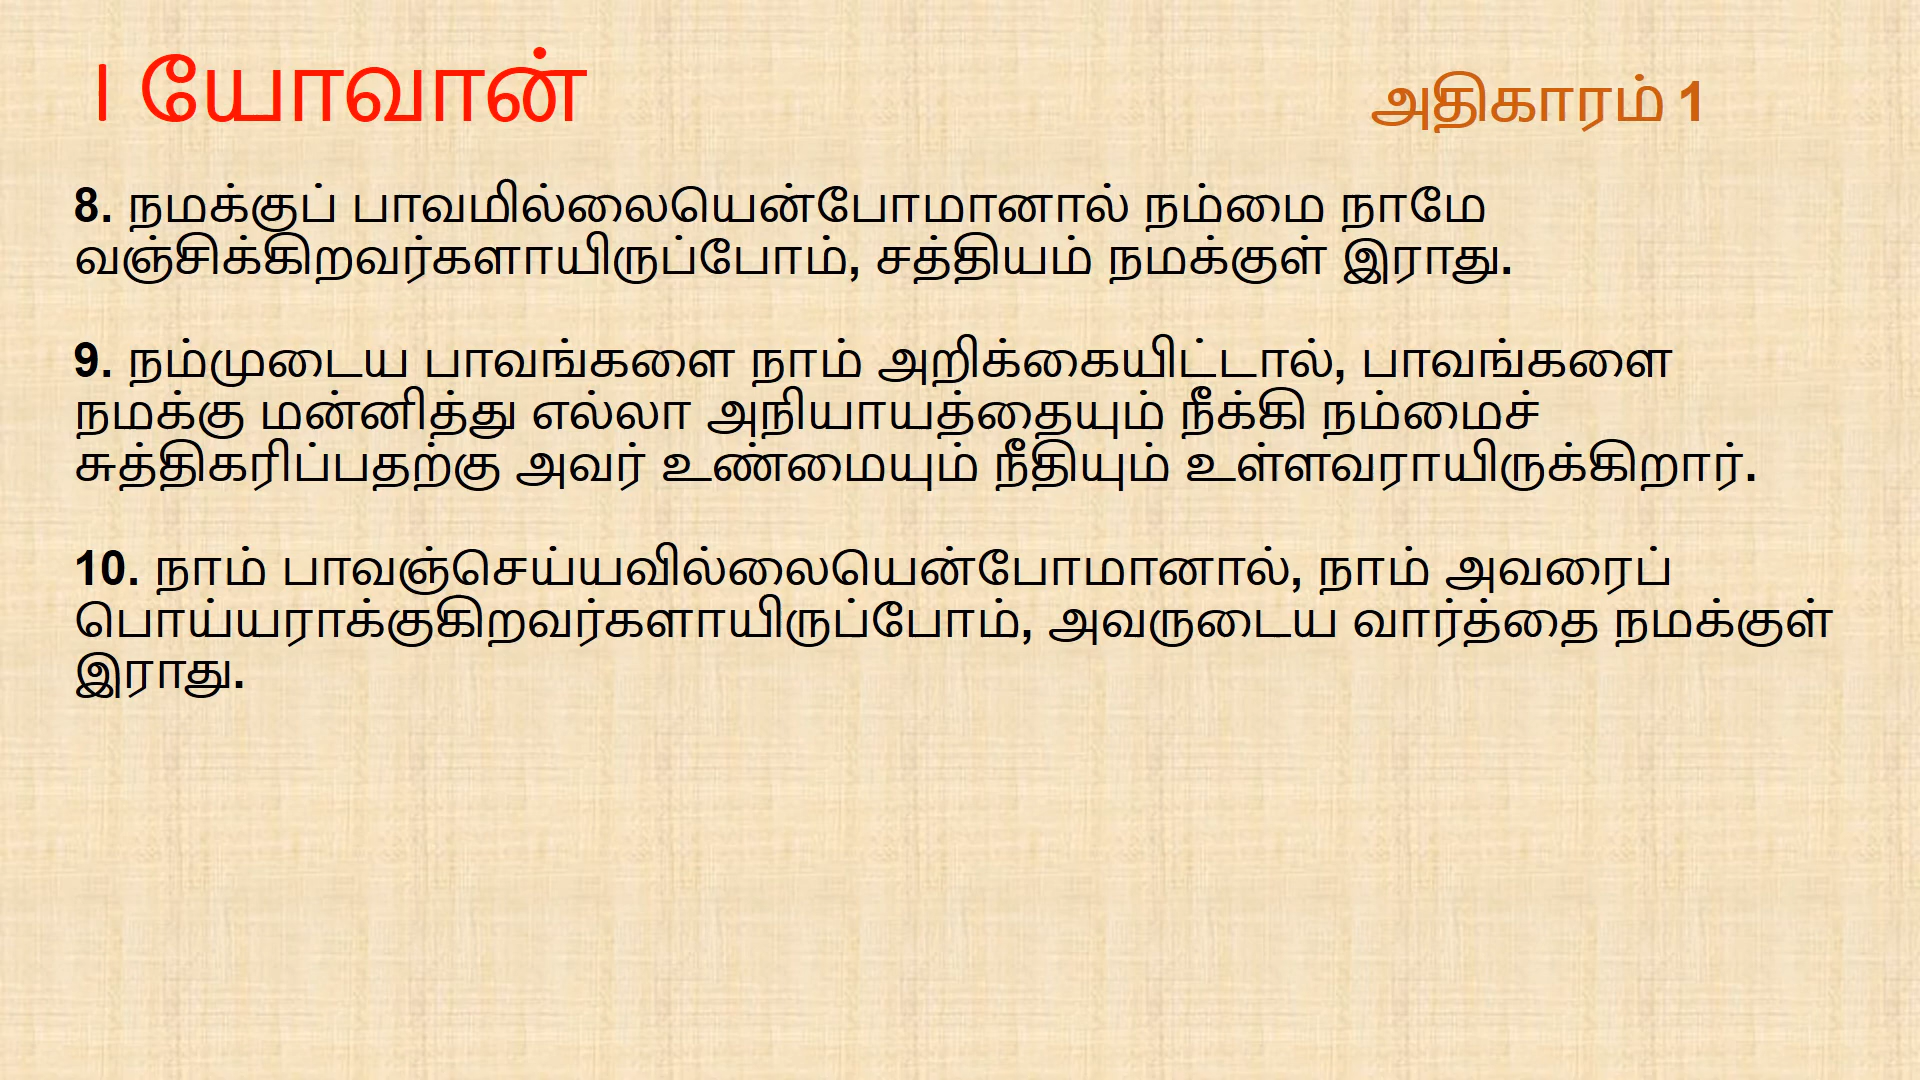 I யோவான்
அதிகாரம் 1
8. நமக்குப் பாவமில்லையென்போமானால் நம்மை நாமே
வஞ்சிக்கிறவர்களாயிருப்போம், சத்தியம் நமக்குள் இராது.
9. நம்முடைய பாவங்களை நாம் அறிக்கையிட்டால், பாவங்களை
நமக்கு மன்னித்து எல்லா அநியாயத்தையும் நீக்கி நம்மைச்
சுத்திகரிப்பதற்கு அவர் உண்மையும் நீதியும் உள்ளவராயிருக்கிறார்.
10. நாம் பாவஞ்செய்யவில்லையென்போமானால், நாம் அவரைப்
பொய்யராக்குகிறவர்களாயிருப்போம், அவருடைய வார்த்தை நமக்குள்
இராது.